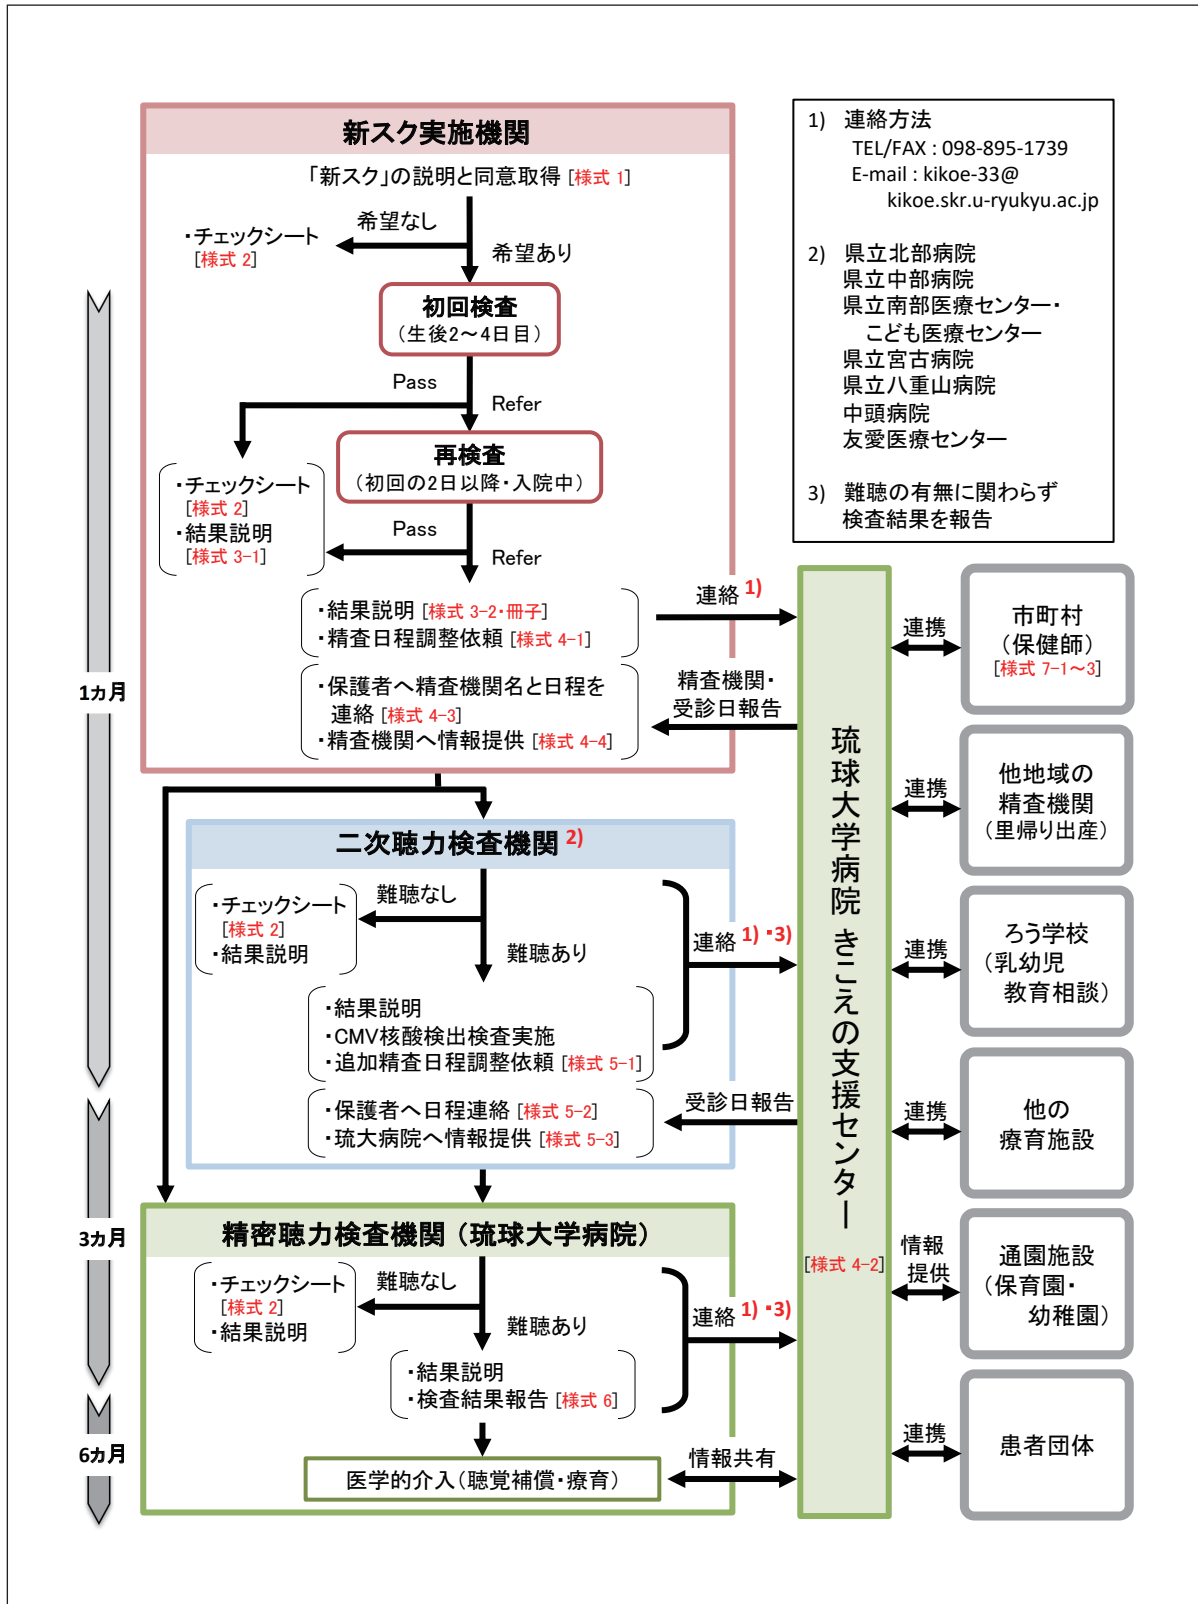 新スク実施機関
「新スク」の説明と同意取得 [様式 1]
希望なし
・チェックシート
[様式 2]
希望あり
初回検査
（生後2～4日目）
Pass
Refer
再検査
（初回の2日以降・入院中）
・チェックシート
[様式 2]
・結果説明
[様式 3-1]
Pass
Refer
・結果説明 [様式 3-2・冊子]
・精査日程調整依頼 [様式 4-1]
連絡 1)
・保護者へ精査機関名と日程を
連絡 [様式 4-3]
・精査機関へ情報提供 [様式 4-4]
精査機関・
受診日報告
1) 連絡方法
TEL/FAX : 098-895-1739
E-mail : kikoe-33@
kikoe.skr.u-ryukyu.ac.jp
2) 県立北部病院
県立中部病院
県立南部医療センター・
こども医療センター
県立宮古病院
県立八重山病院
中頭病院
友愛医療センター
3) 難聴の有無に関わらず
検査結果を報告
1ヵ月
3ヵ月
6ヵ月
二次聴力検査機関 2)
難聴なし
・チェックシート
[様式 2]
・結果説明
難聴あり
・結果説明
・CMV核酸検出検査実施
・追加精査日程調整依頼 [様式 5-1]
連絡 1)・3)
・保護者へ日程連絡 [様式 5-2]
・琉大病院へ情報提供 [様式 5-3]
受診日報告
精密聴力検査機関（琉球大学病院）
難聴なし
・チェックシート
[様式 2]
・結果説明
難聴あり
・結果説明
・検査結果報告 [様式 6]
連絡 1)・3)
医学的介入（聴覚補償・療育）
情報共有
琉球大学病院 きこえの支援センター
[様式 4-2]
連携
市町村
（保健師）
[様式 7-1～3]
連携
他地域の
精査機関
（里帰り出産）
連携
ろう学校
（乳幼児
教育相談）
連携
他の
療育施設
情報
提供
通園施設
（保育園・
幼稚園）
連携
患者団体